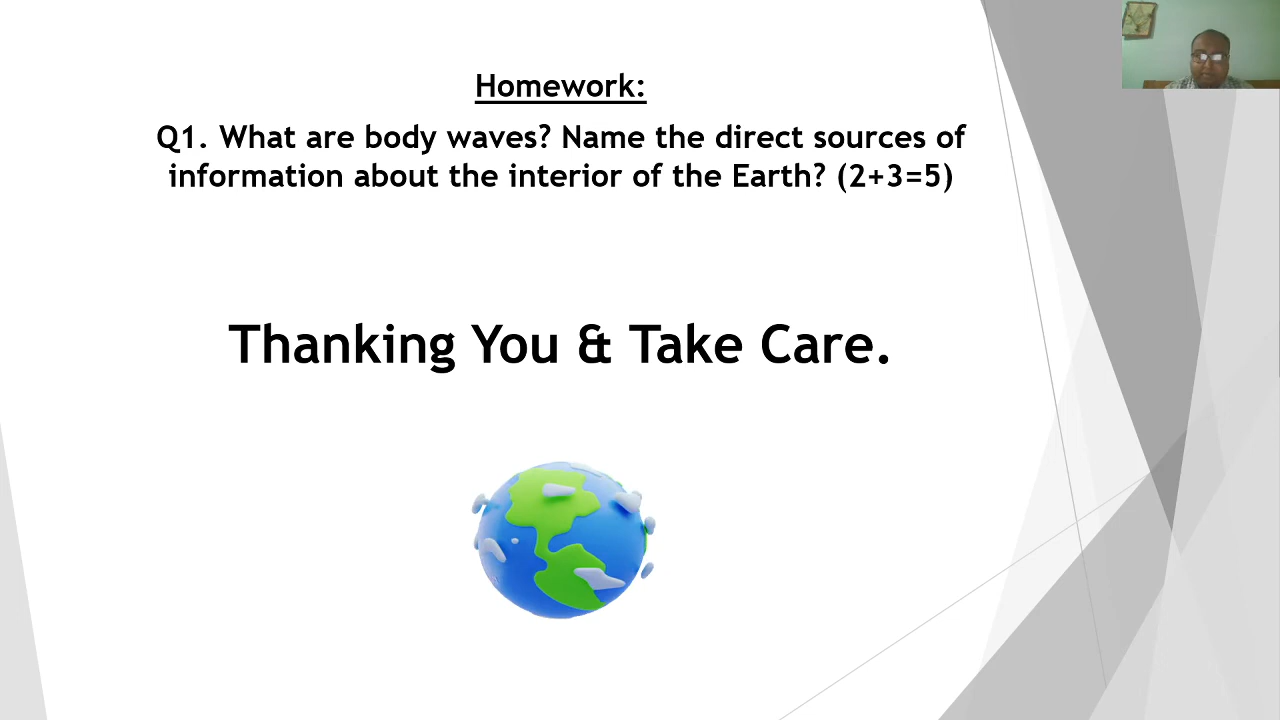 Homework:
Q1. What are body waves? Name the direct sources of
information about the interior of the Earth? (2+3=5)
Thanking You & Take Care.